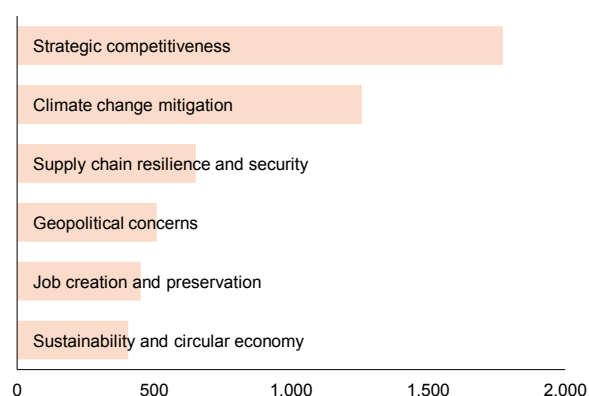 Strategic competitiveness
Climate change mitigation
Supply chain resilience and security
Geopolitical concerns
Job creation and preservation
Sustainability and circular economy
0 500 1.000 1.500 2.000